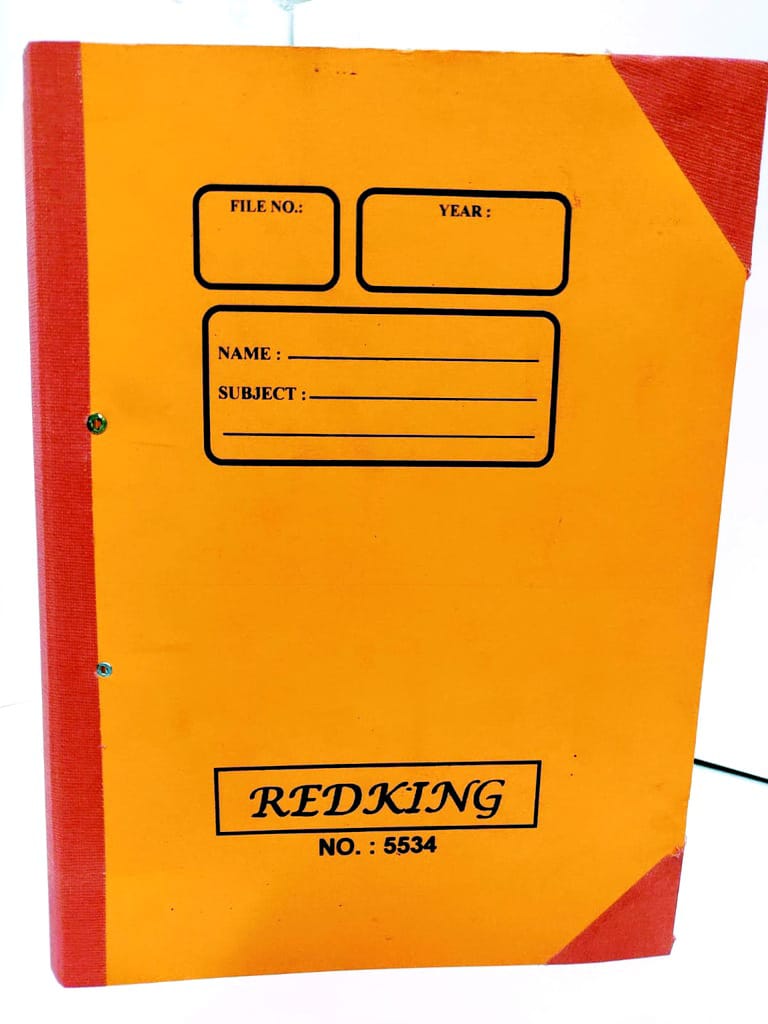 FILE NO.:
YEAR :
NAME :
SUBJECT :
REDKING
NO. : 5534